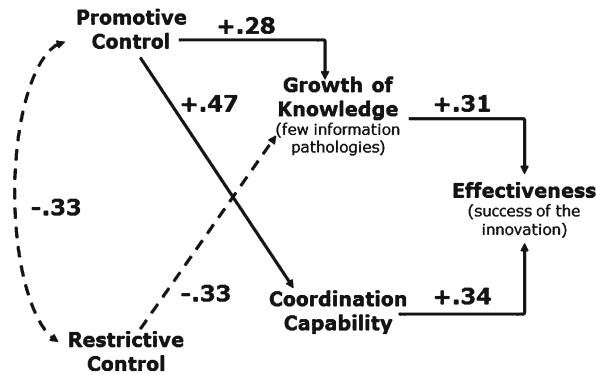 Promotive
Control
+.28
Growth of
Knowledge
(few information
pathologies)
+.31
+.47
Effectiveness
(success of the
innovation)
-.33
-.33
Coordination
Capability
+.34
Restrictive
Control